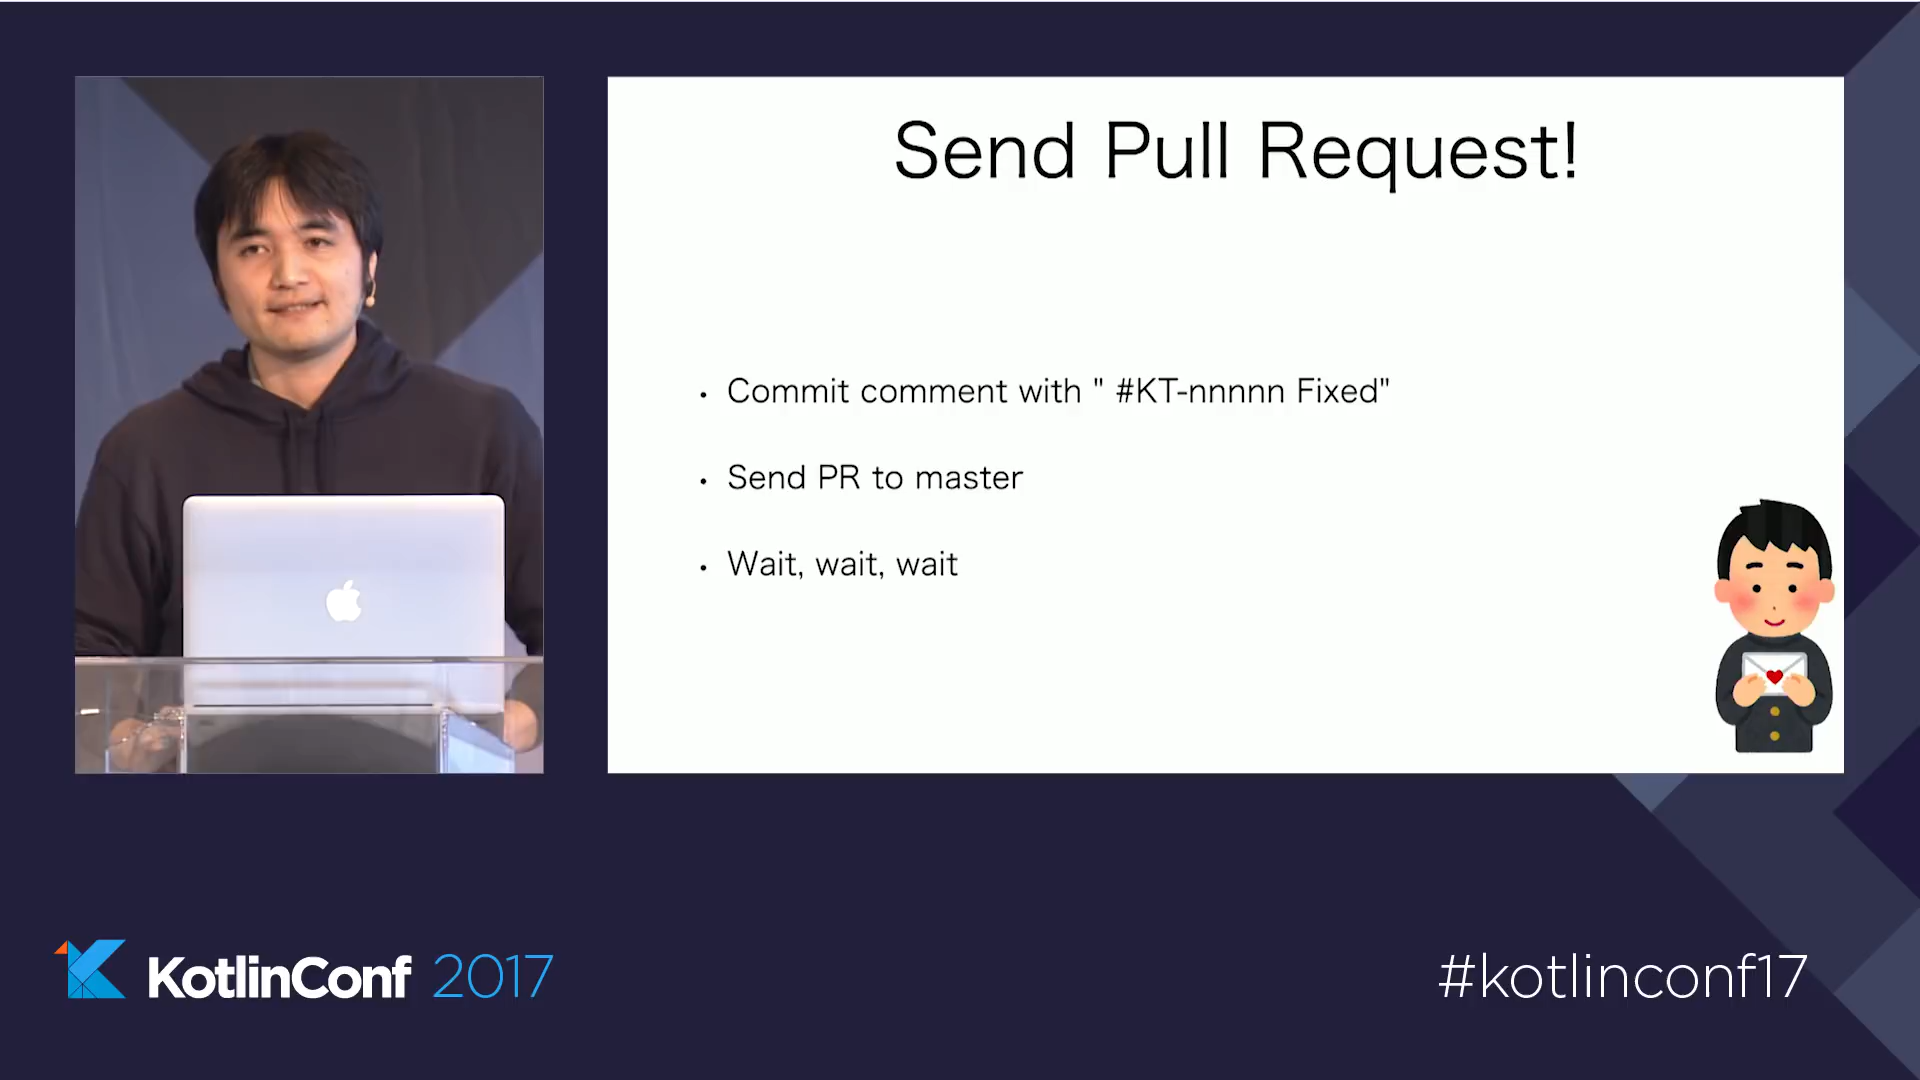 Send Pull Request!
• Commit comment with " #KT-nnnnn Fixed"
• Send PR to master
• Wait, wait, wait
KotlinConf 2017
#kotlinconf17